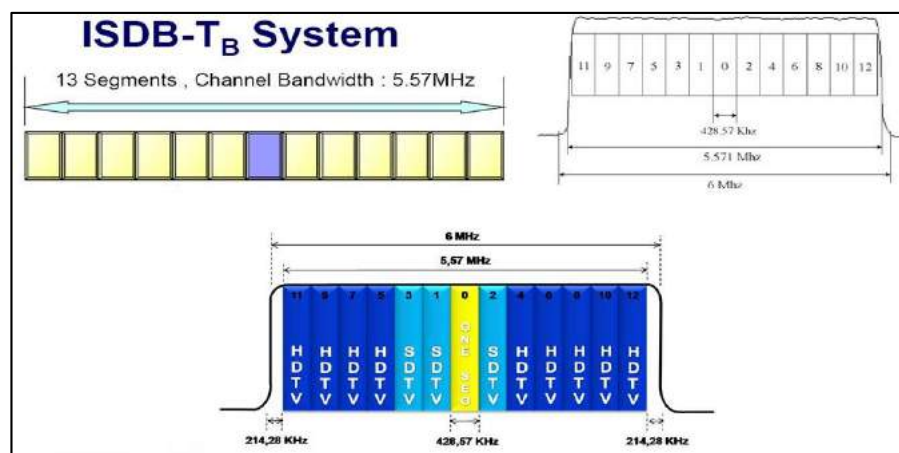 ISDB-TB System
13 Segments , Channel Bandwidth : 5.57MHz
11 9 7 5 3 1 0 2 4 6 8 10 12
428.57 Khz
5.571 Mhz
6 Mhz
6 MHz
5,57 MHz
11 9 7 5 3 1 0 2 4 6 8 10 12
HDTV HDTV HDTV HDTV SDTV SDTV ONE SEG SDTV HDTV HDTV HDTV HDTV HDTV
214,28 KHz 428,57 KHz 214,28 KHz